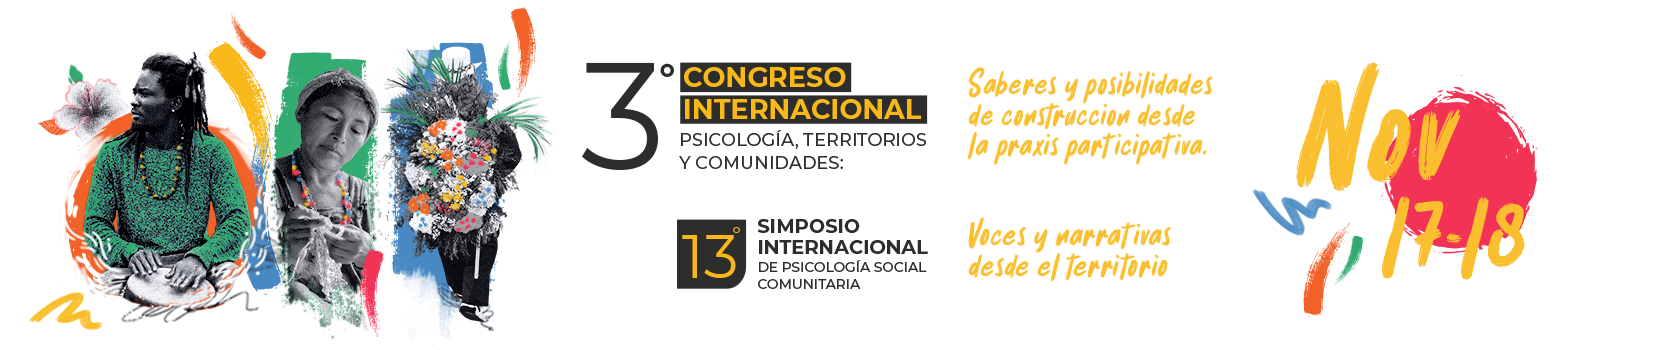 3°
CONGRESO
INTERNACIONAL
PSICOLOGÍA, TERRITORIOS
Y COMUNIDADES:
Saberes y posibilidades
de construccion desde
la praxis participativa.
13°
SIMPOSIO
INTERNACIONAL
DE PSICOLOGÍA SOCIAL
COMUNITARIA
Voces y narrativas
desde el territorio
Nov
17-18